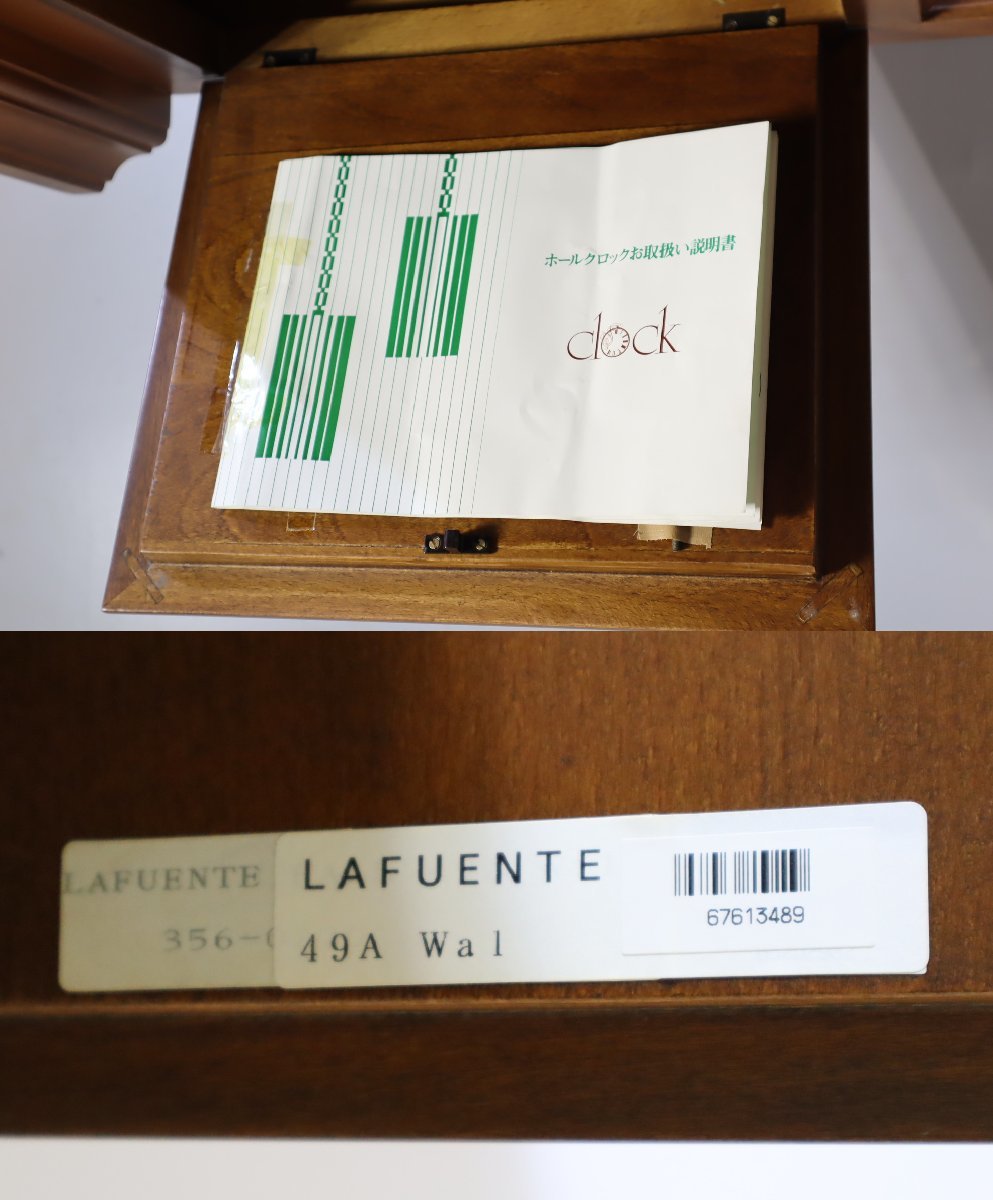 ホールクロックお取扱い説明書
clock
LAFUENTE
356-
LAFUENTE
49A Wal
67613489